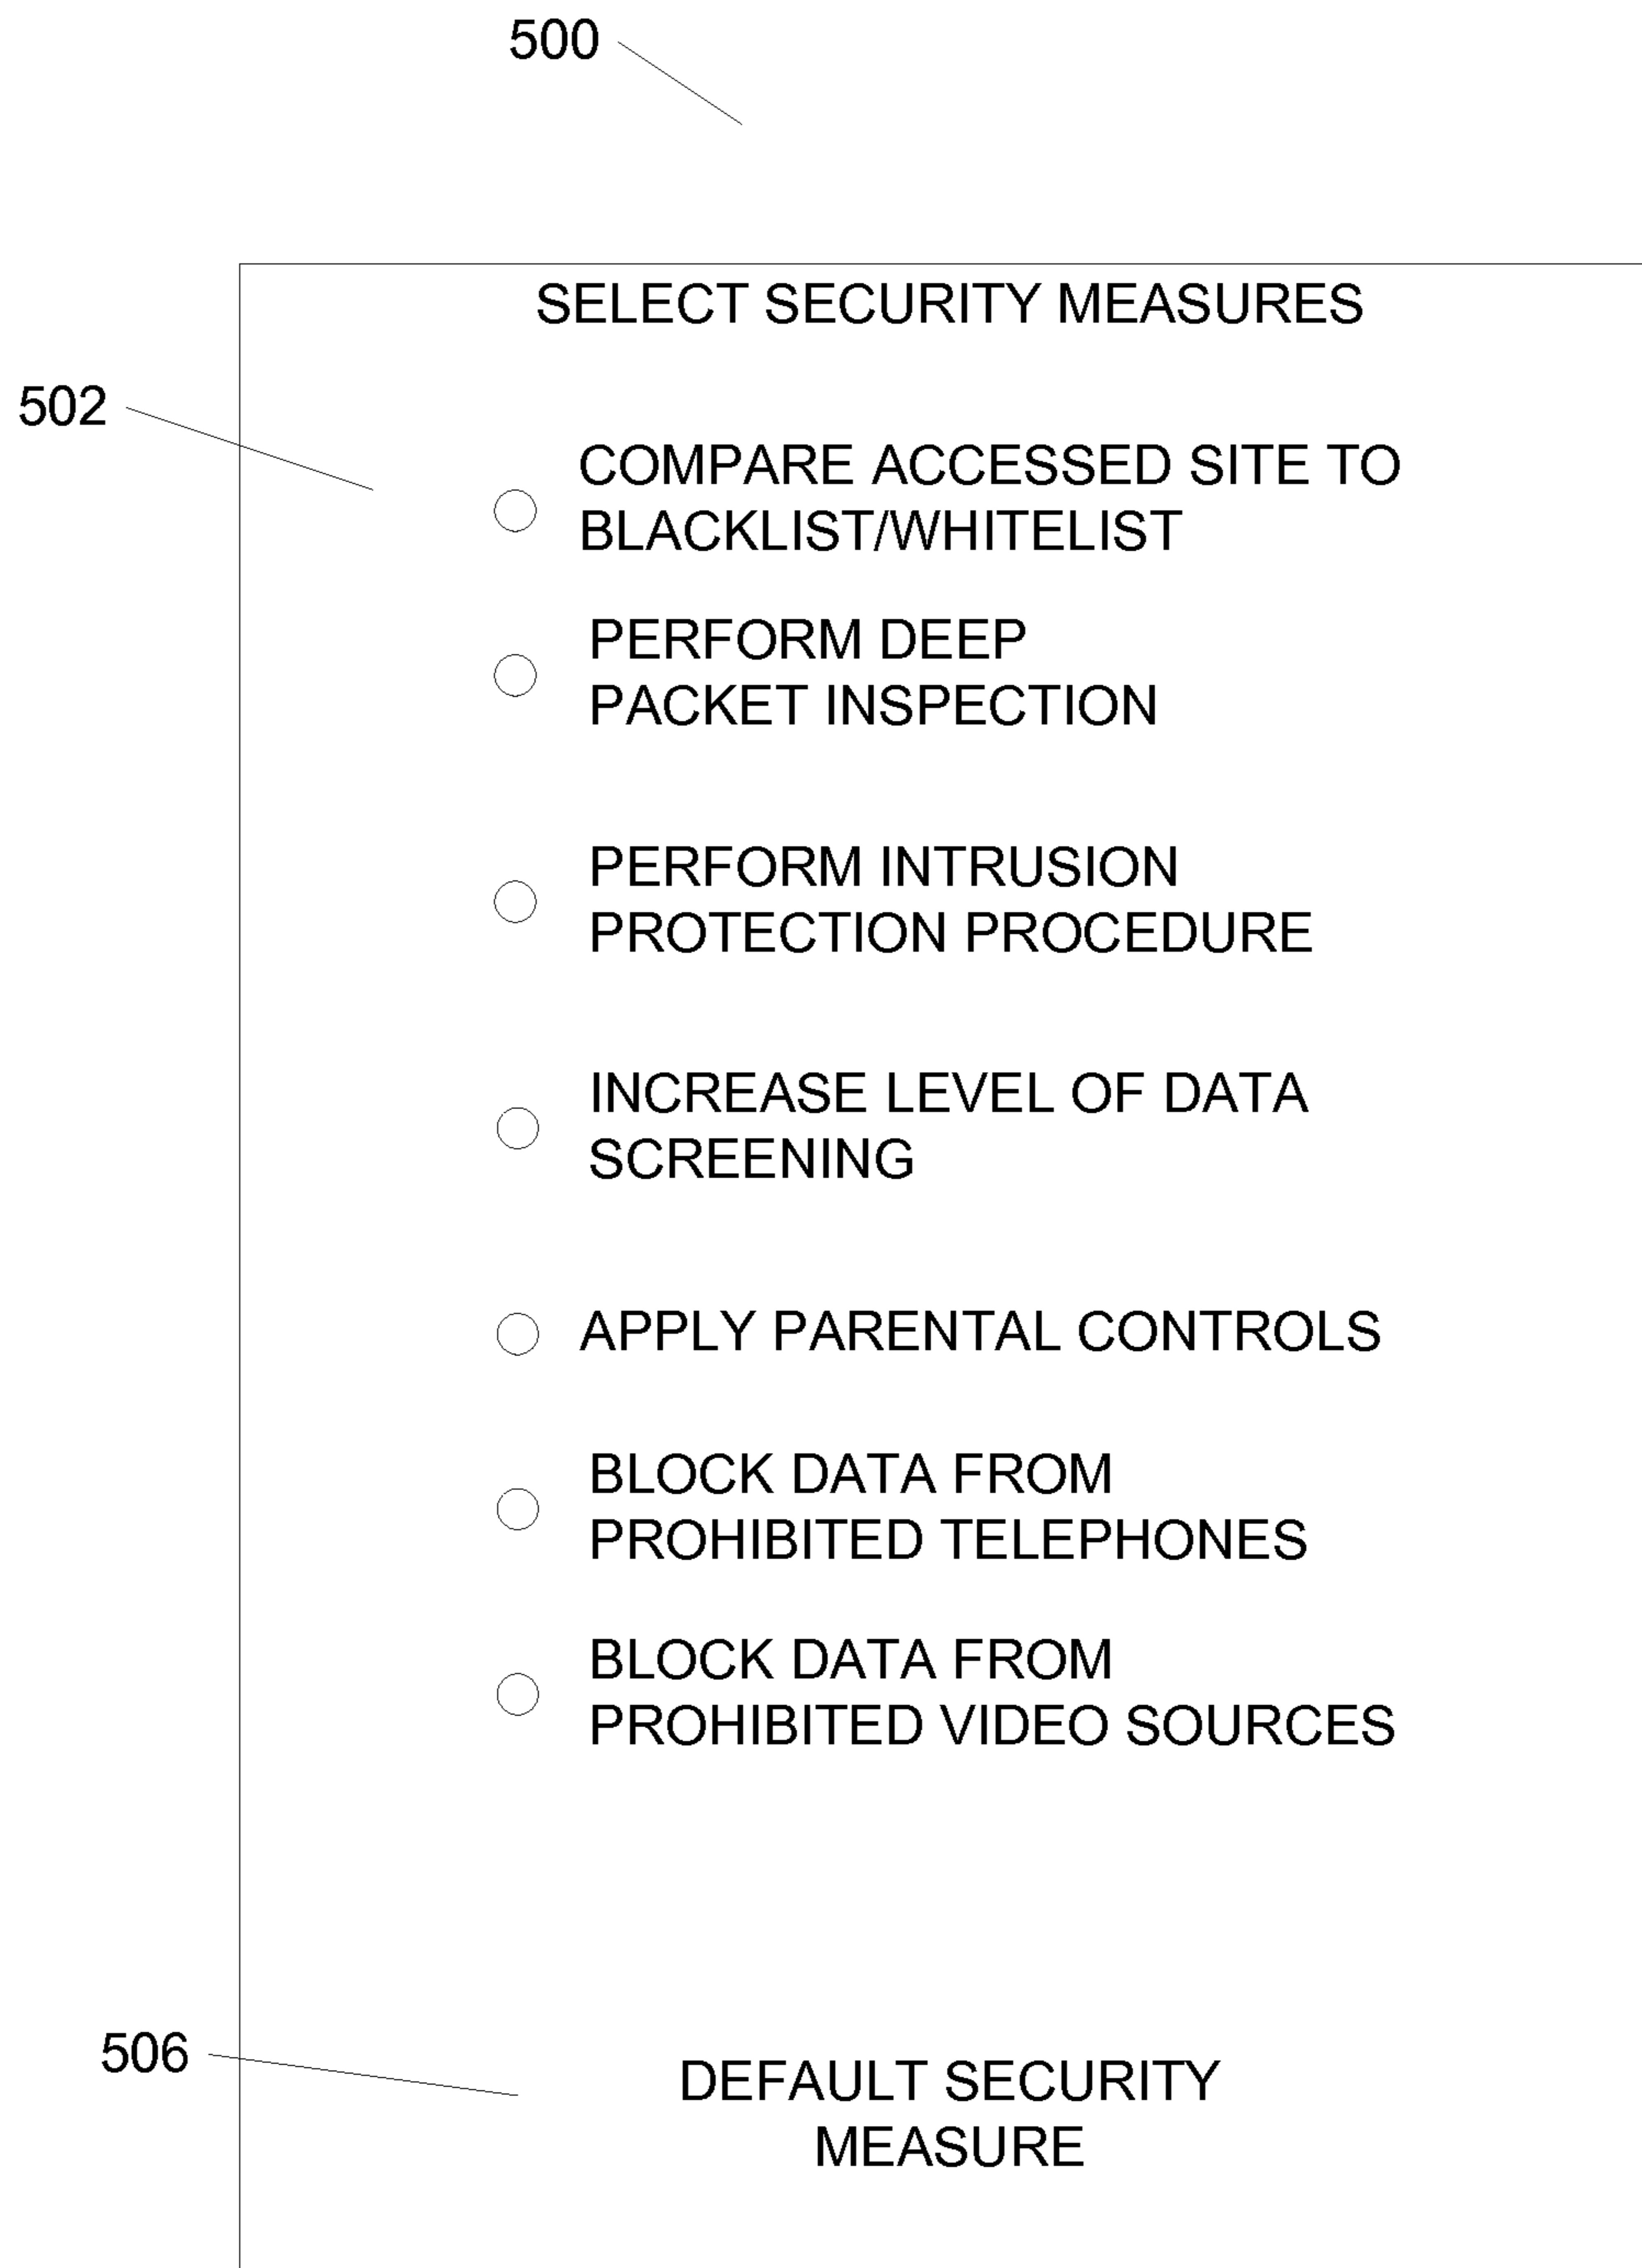 500
SELECT SECURITY MEASURES
502
COMPARE ACCESSED SITE TO
BLACKLIST/WHITELIST
PERFORM DEEP
PACKET INSPECTION
PERFORM INTRUSION
PROTECTION PROCEDURE
INCREASE LEVEL OF DATA
SCREENING
APPLY PARENTAL CONTROLS
BLOCK DATA FROM
PROHIBITED TELEPHONES
BLOCK DATA FROM
PROHIBITED VIDEO SOURCES
506
DEFAULT SECURITY
MEASURE